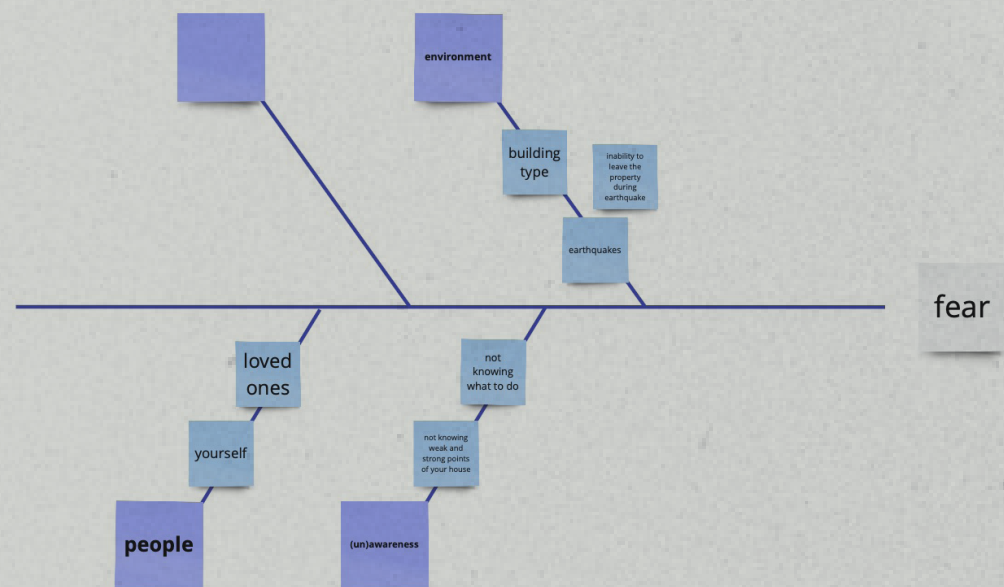 environment
building
type
inability to
leave the
property
during
earthquake
earthquakes
fear
loved
ones
yourself
people
not
knowing
what to do
not knowing
weak and
strong points
of your house
(un)awareness